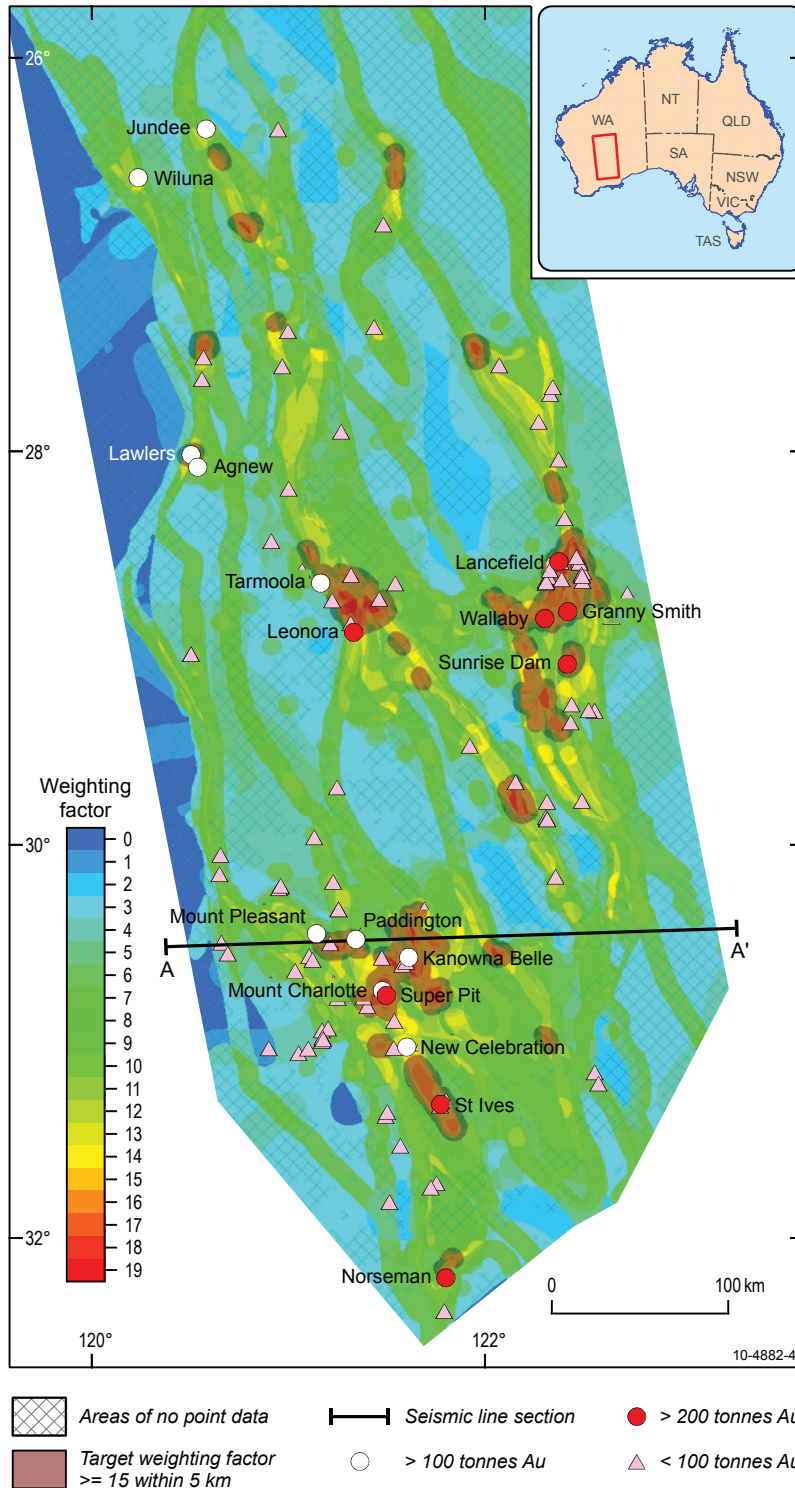 26°
Jundee
Wiluna
NT
WA
QLD
SA
NSW
VIC
TAS
28°
Lawlers
Agnew
Lancefield
Tarmoola
Granny Smith
Wallaby
Leonora
Sunrise Dam
Weighting
factor
0
1
2
3
4
5
6
7
8
9
10
11
12
13
14
15
16
17
18
19
30°
Mount Pleasant
Paddington
A
A'
Kanowna Belle
Mount Charlotte
Super Pit
New Celebration
St Ives
32°
Norseman
0 100 km
120°
122°
10-4882-4
Areas of no point data
Seismic line section
> 200 tonnes Au
Target weighting factor
>= 15 within 5 km
> 100 tonnes Au
< 100 tonnes Au